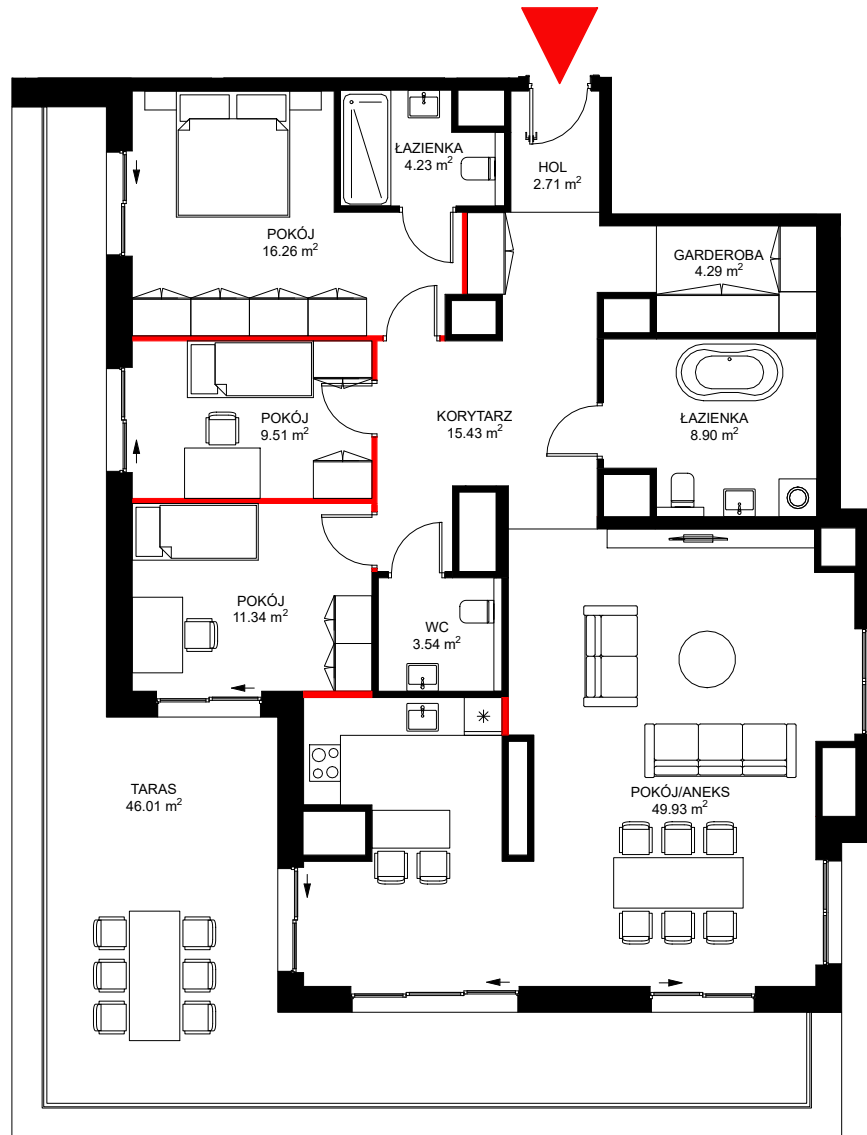 ŁAZIENKA
4.23 m²
HOL
2.71 m²
POKÓJ
16.26 m²
GARDEROBA
4.29 m²
POKÓJ
9.51 m²
KORYTARZ
15.43 m²
ŁAZIENKA
8.90 m²
POKÓJ
11.34 m²
WC
3.54 m²
TARAS
46.01 m²
POKÓJ/ANEKS
49.93 m²